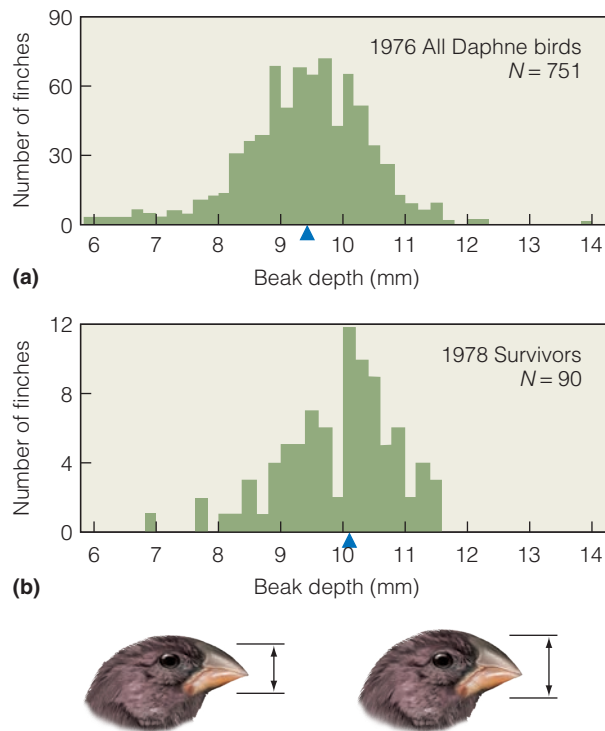 90
60
30
0
Number of finches
1976 All Daphne birds
N = 751
6 7 8 9 10 11 12 13 14
(a)
Beak depth (mm)
12
8
4
0
Number of finches
1978 Survivors
N = 90
6 7 8 9 10 11 12 13 14
(b)
Beak depth (mm)